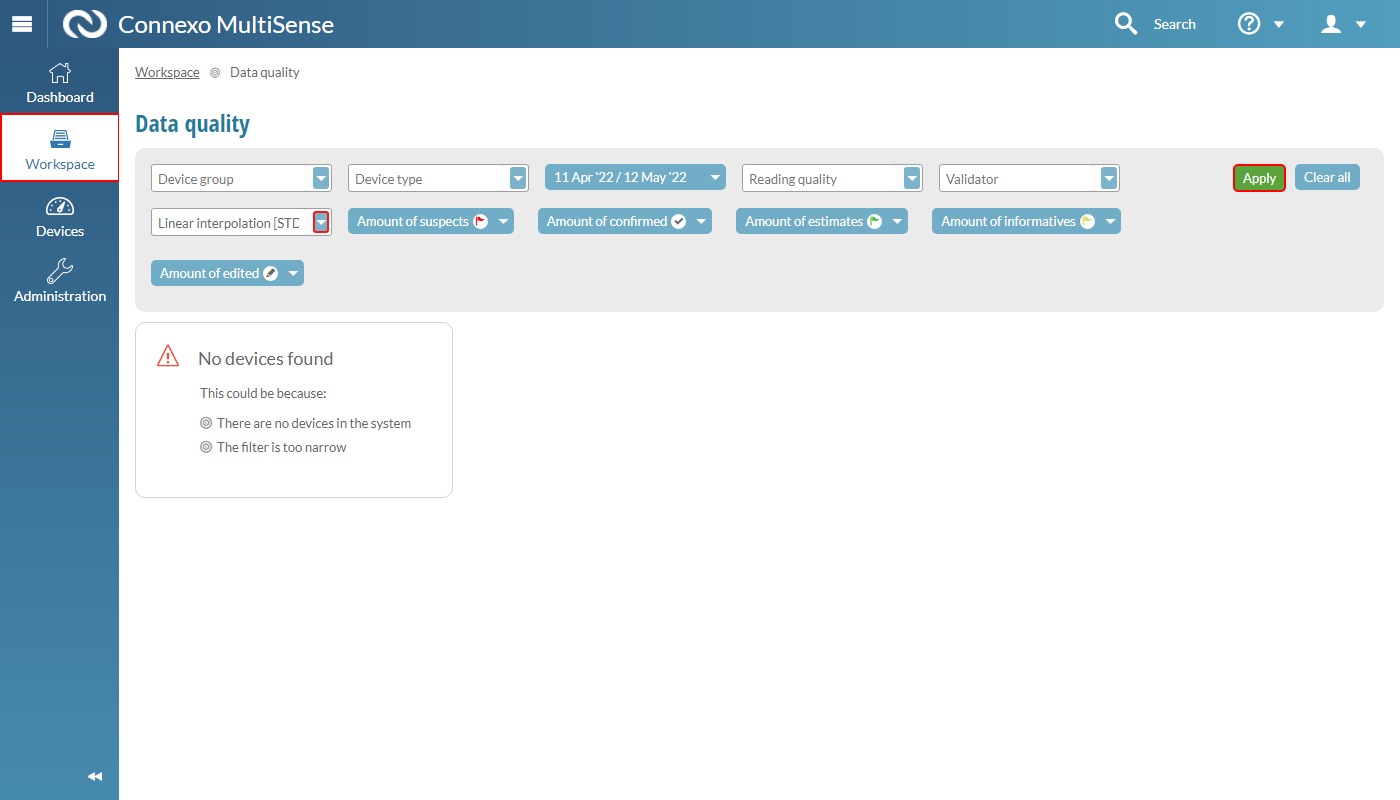 Connexo MultiSense
Search
Dashboard
Workspace
Devices
Administration
Workspace Data quality
Data quality
Device group Device type 11 Apr '22 / 12 May '22 Reading quality Validator Apply Clear all
Linear interpolation [STD Amount of suspects Amount of confirmed Amount of estimates Amount of informatives
Amount of edited
No devices found
This could be because:
There are no devices in the system
The filter is too narrow